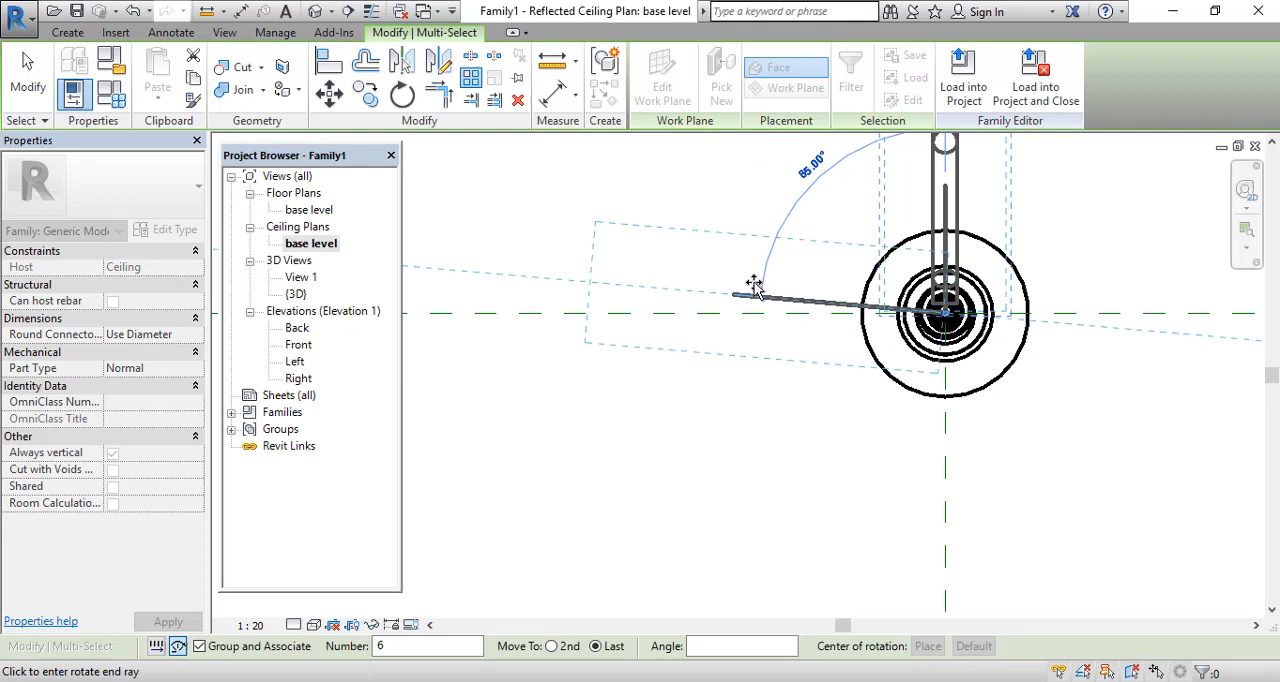 Family1 - Reflected Ceiling Plan: base level
Type a keyword or phrase
Sign In
Create
Insert
Annotate
View
Manage
Add-Ins
Modify | Multi-Select
Modify
Paste
Cut
Join
Edit
Work Plane
Pick
New
Face
Work Plane
Filter
Save
Load
Edit
Load into
Project
Load into
Project and Close
Select
Properties
Clipboard
Geometry
Modify
Measure
Create
Work Plane
Placement
Selection
Family Editor
Properties
R
Family: Generic Mode
Edit Type
Constraints
Host
Ceiling
Structural
Can host rebar
Dimensions
Round Connecto...
Use Diameter
Mechanical
Part Type
Normal
Identity Data
OmniClass Num...
OmniClass Title
Other
Always vertical
Cut with Voids ...
Shared
Room Calculatio...
Properties help
Apply
Project Browser - Family1
Views (all)
Floor Plans
base level
Ceiling Plans
base level
3D Views
View 1
{3D}
Elevations (Elevation 1)
Back
Front
Left
Right
Sheets (all)
Families
Groups
Revit Links
85.00°
2D
1 : 20
Modify | Multi-Select
Group and Associate
Number:
6
Move To:
2nd
Last
Angle:
Center of rotation:
Place
Default
Click to enter rotate end ray
:0